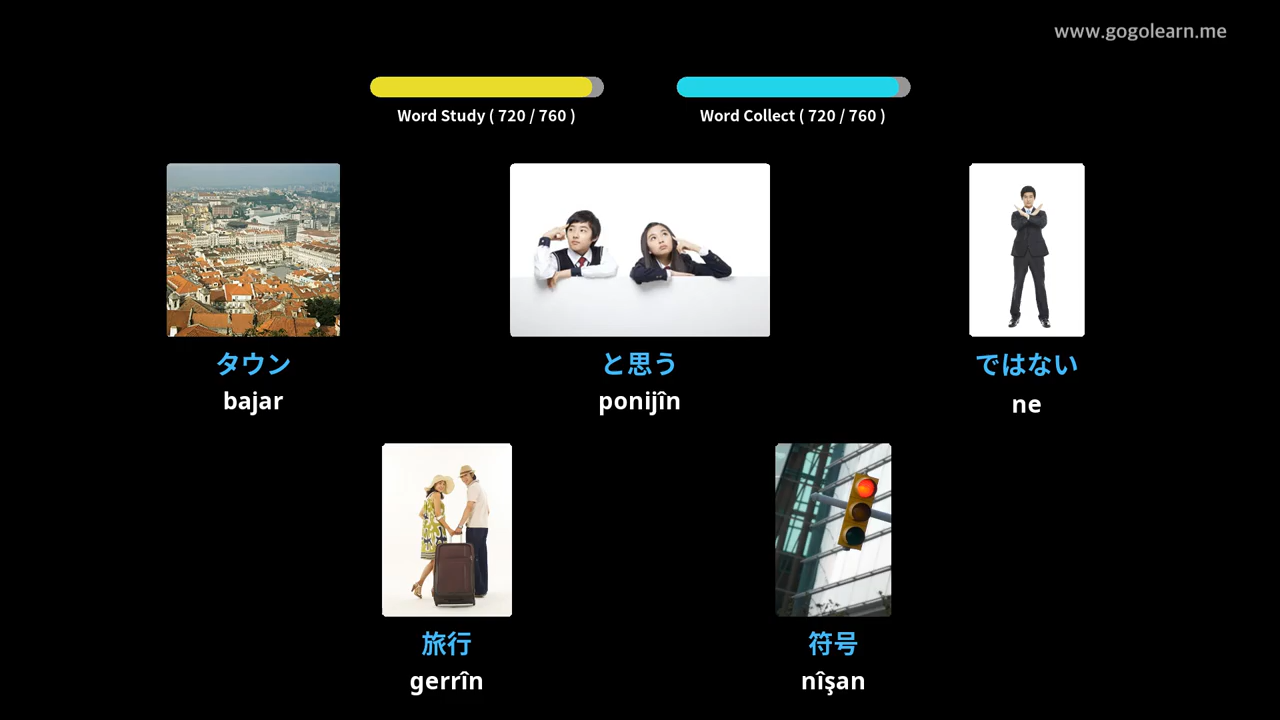 www.gogolearn.me
Word Study ( 720 / 760 )
Word Collect ( 720 / 760 )
タウン
bajar
と思う
ponijîn
ではない
ne
旅行
gerrîn
符号
nîşan